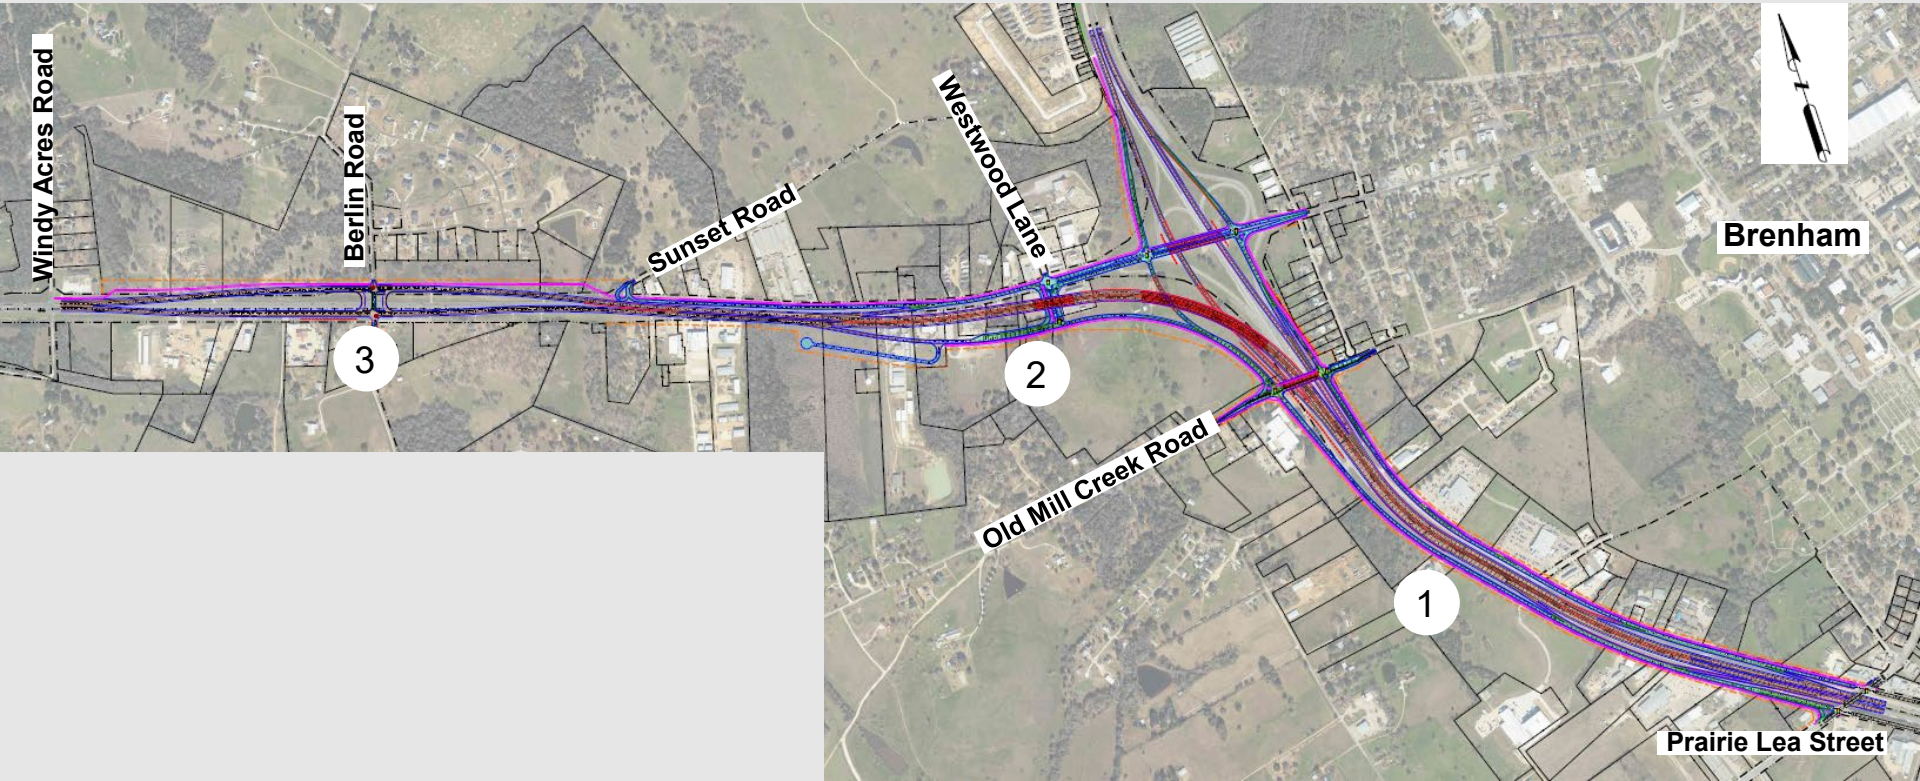 Windy Acres Road
Berlin Road
Sunset Road
Westwood Lane
Old Mill Creek Road
Brenham
Prairie Lea Street
N
1
2
3